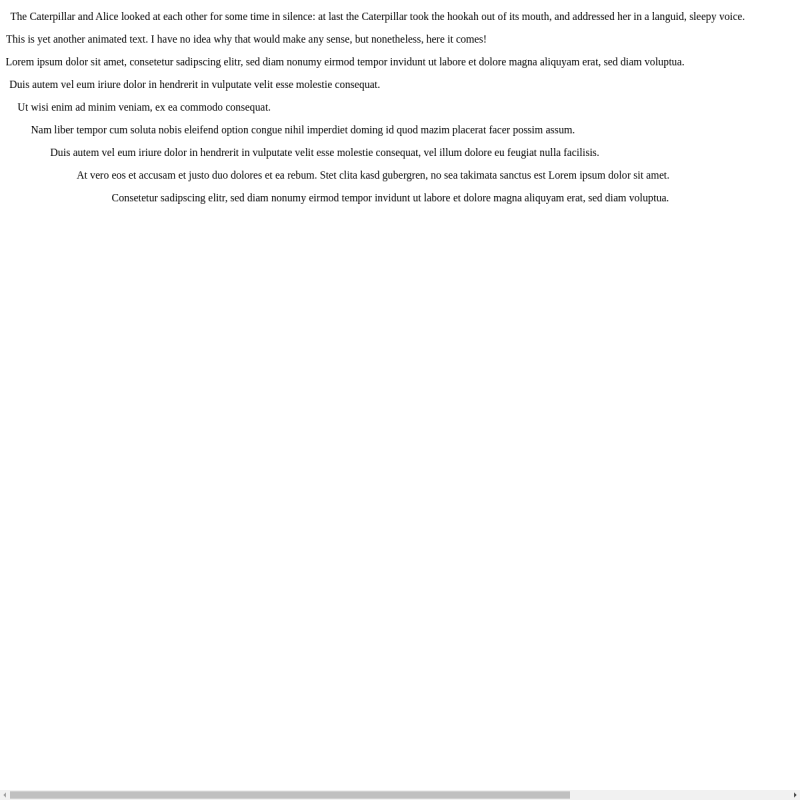 The Caterpillar and Alice looked at each other for some time in silence: at last the Caterpillar took the hookah out of its mouth, and addressed her in a languid, sleepy voice.
This is yet another animated text. I have no idea why that would make any sense, but nonetheless, here it comes!
Lorem ipsum dolor sit amet, consetetur sadipscing elitr, sed diam nonumy eirmod tempor invidunt ut labore et dolore magna aliquyam erat, sed diam voluptua.
Duis autem vel eum iriure dolor in hendrerit in vulputate velit esse molestie consequat.
Ut wisi enim ad minim veniam, ex ea commodo consequat.
Nam liber tempor cum soluta nobis eleifend option congue nihil imperdiet doming id quod mazim placerat facer possim assum.
Duis autem vel eum iriure dolor in hendrerit in vulputate velit esse molestie consequat, vel illum dolore eu feugiat nulla facilisis.
At vero eos et accusam et justo duo dolores et ea rebum. Stet clita kasd gubergren, no sea takimata sanctus est Lorem ipsum dolor sit amet.
Consetetur sadipscing elitr, sed diam nonumy eirmod tempor invidunt ut labore et dolore magna aliquyam erat, sed diam voluptua.